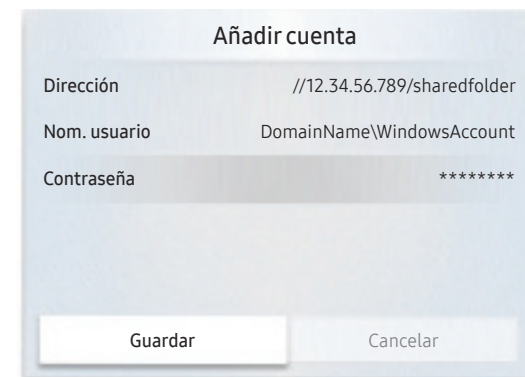 Añadir cuenta
Dirección //12.34.56.789/sharedfolder
Nom. usuario DomainName\WindowsAccount
Contraseña ********
Guardar Cancelar